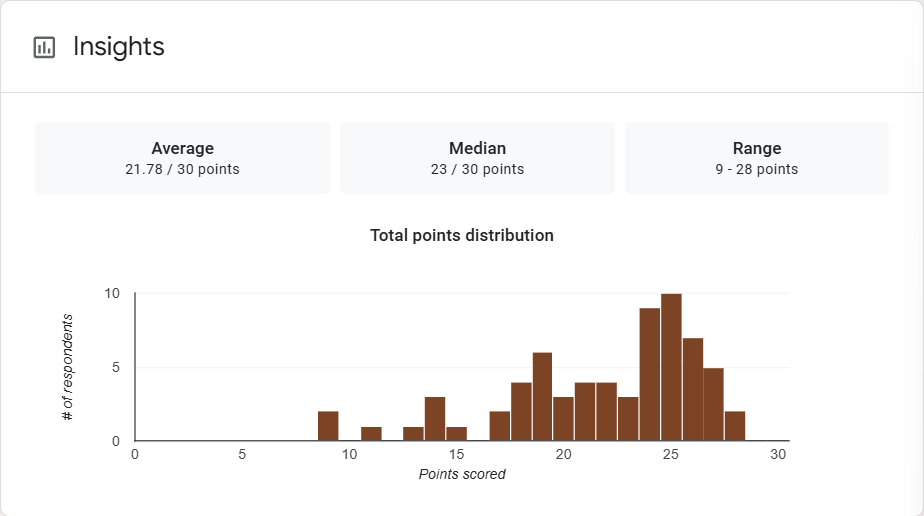 Insights
Average
21.78 / 30 points
Median
23 / 30 points
Range
9 - 28 points
Total points distribution
# of respondents
10
5
0
0 5 10 15 20 25 30
Points scored